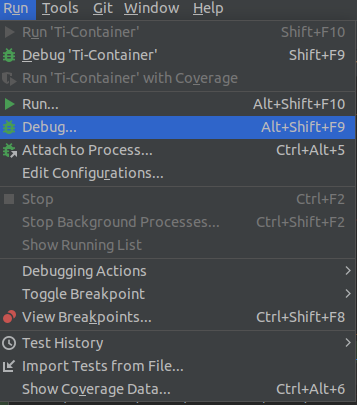 Run Tools Git Window Help
Run 'Ti-Container' Shift+F10
Debug 'Ti-Container' Shift+F9
Run 'Ti-Container' with Coverage
Run... Alt+Shift+F10
Debug... Alt+Shift+F9
Attach to Process... Ctrl+Alt+5
Edit Configurations...
Stop Ctrl+F2
Stop Background Processes... Ctrl+Shift+F2
Show Running List
Debugging Actions
Toggle Breakpoint
View Breakpoints... Ctrl+Shift+F8
Test History
Import Tests from File...
Show Coverage Data... Ctrl+Alt+6